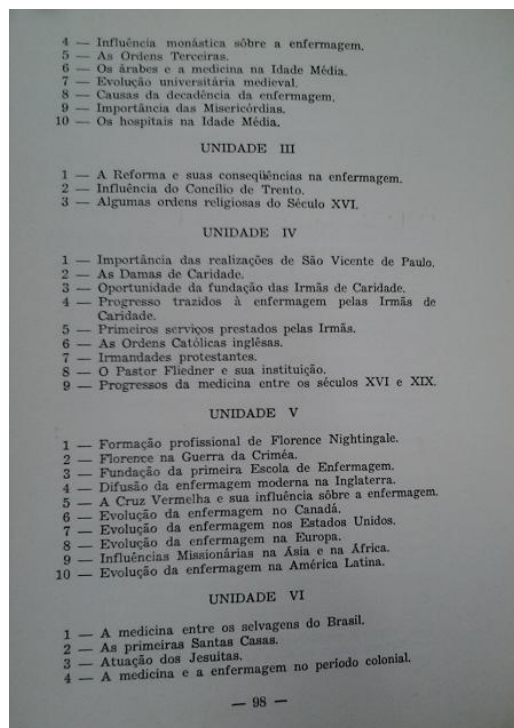 4 — Influência monástica sôbre a enfermagem.
5 — As Ordens Terceiras.
6 — Os árabes e a medicina na Idade Média.
7 — Evolução universitária medieval.
8 — Causas da decadência da enfermagem.
9 — Importância das Misericórdias.
10 — Os hospitais na Idade Média.
UNIDADE III
1 — A Reforma e suas conseqüências na enfermagem.
2 — Influência do Concílio de Trento.
3 — Algumas ordens religiosas do Século XVI.
UNIDADE IV
1 — Importância das realizações de São Vicente de Paulo.
2 — As Damas de Caridade.
3 — Oportunidade da fundação das Irmãs de Caridade.
4 — Progresso trazidos à enfermagem pelas Irmãs de
Caridade.
5 — Primeiros serviços prestados pelas Irmãs.
6 — As Ordens Católicas inglêsas.
7 — Irmandades protestantes.
8 — O Pastor Fliedner e sua instituição.
9 — Progressos da medicina entre os séculos XVI e XIX.
UNIDADE V
1 — Formação profissional de Florence Nightingale.
2 — Florence na Guerra da Criméa.
3 — Fundação da primeira Escola de Enfermagem.
4 — Difusão da enfermagem moderna na Inglaterra.
5 — A Cruz Vermelha e sua influência sôbre a enfermagem.
6 — Evolução da enfermagem no Canadá.
7 — Evolução da enfermagem nos Estados Unidos.
8 — Evolução da enfermagem na Europa.
9 — Influências Missionárias na Ásia e na África.
10 — Evolução da enfermagem na América Latina.
UNIDADE VI
1 — A medicina entre os selvagens do Brasil.
2 — As primeiras Santas Casas.
3 — Atuação dos Jesuitas.
4 — A medicina e a enfermagem no período colonial.
— 98 —